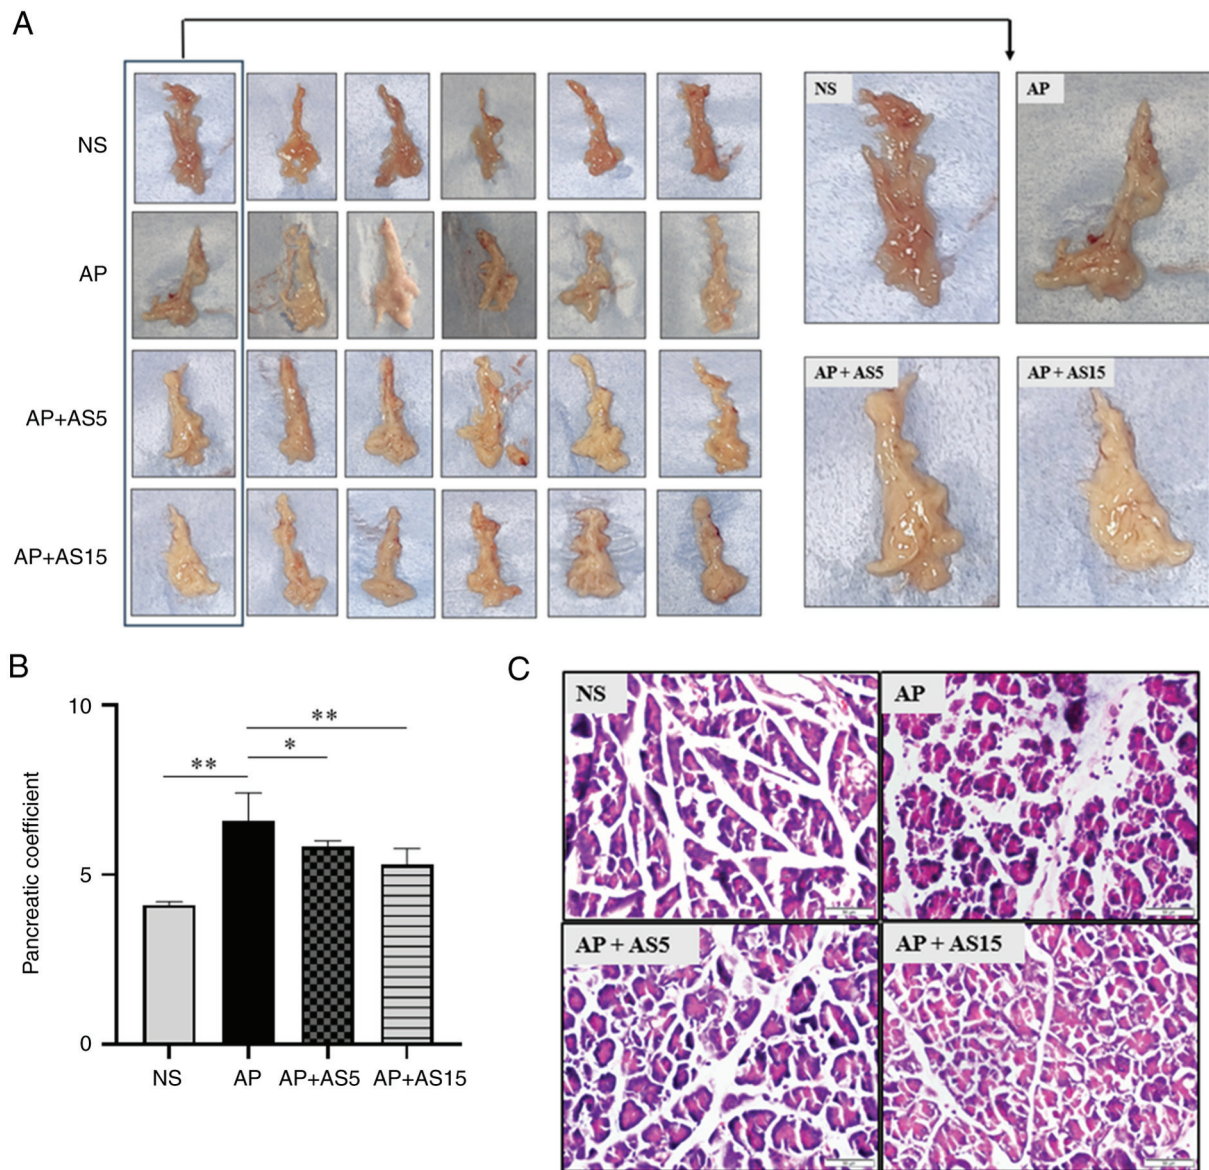 A
NS
AP
AP+AS5
AP+AS15
NS
AP
AP + AS5
AP + AS15
B
Pancreatic coefficient
10
5
0
**
*
**
NS
AP
AP+AS5
AP+AS15
C
NS
AP
AP + AS5
AP + AS15